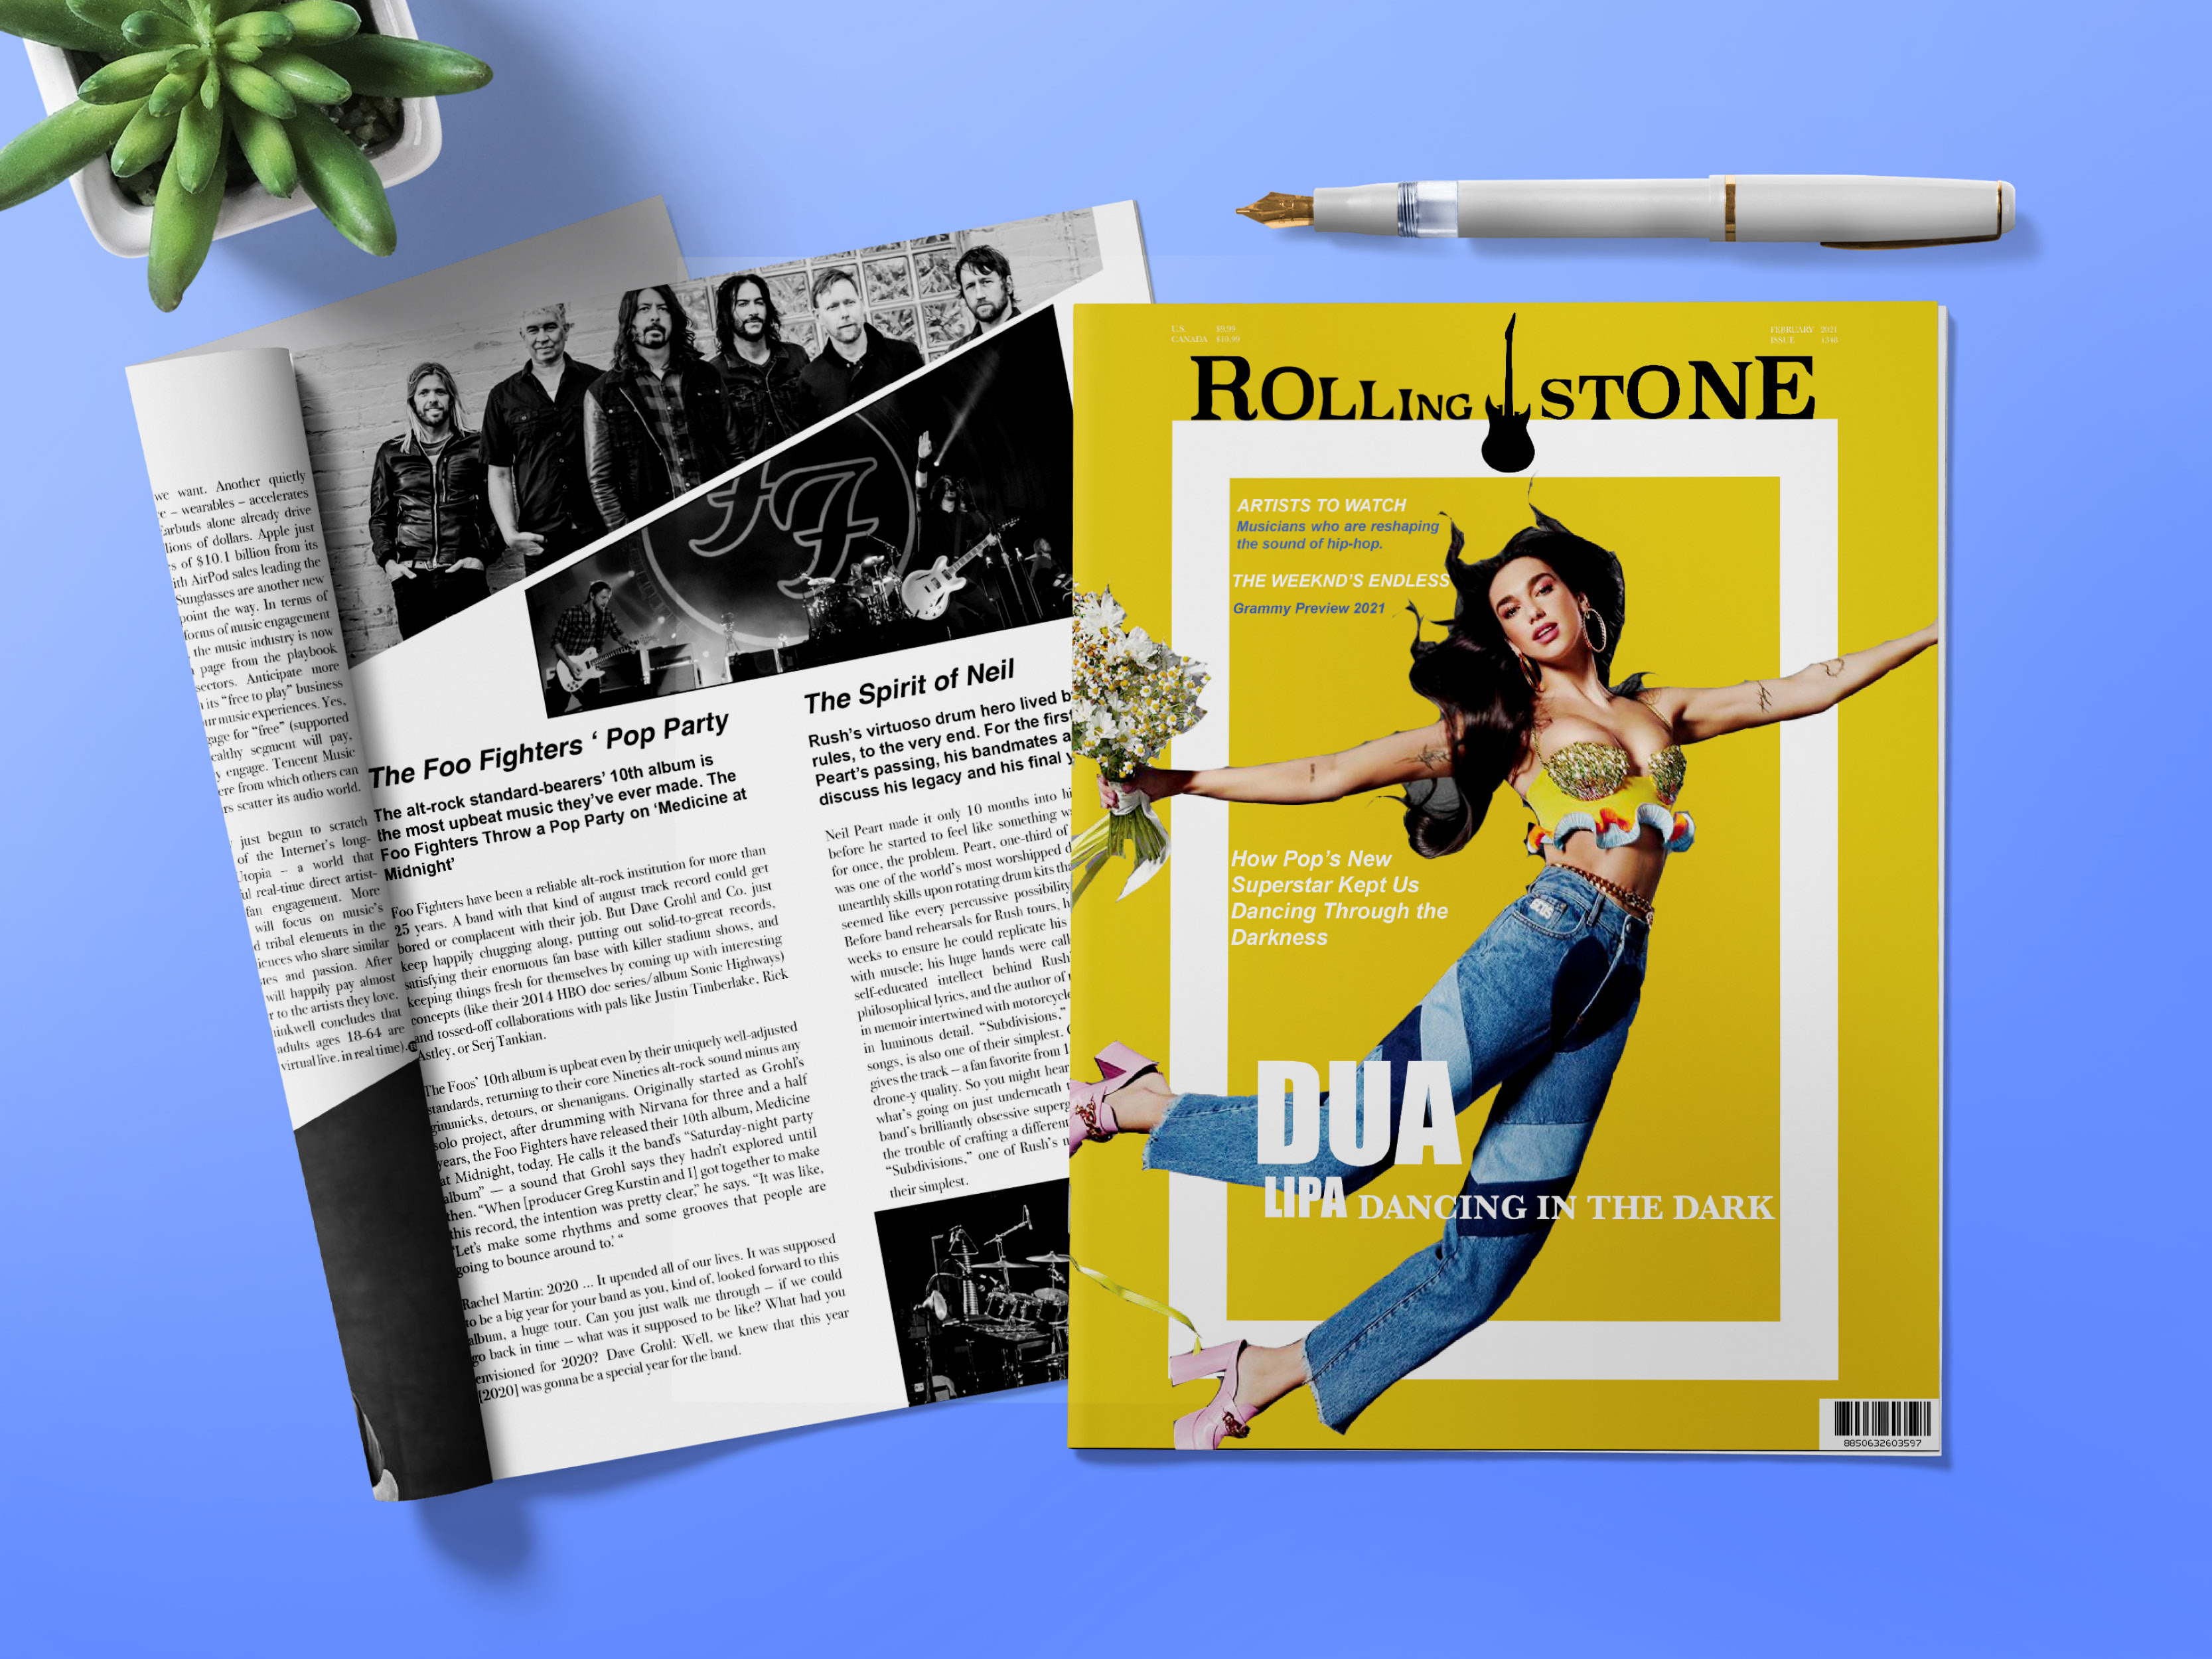 we want. Another quietly
– wearables – accelerates
Earbuds alone already drive
lions of dollars. Apple just
s of $10.1 billion from its
ith AirPod sales leading the
Sunglasses are another new
point the way. In terms of
forms of music engagement
the music industry is now
page from the playbook
sectors. Anticipate more
its “free to play” business
ur music experiences. Yes,
gage for “free” (supported
ealthy segment will pay,
y engage. Tencent Music
ere from which others can
rs scatter its audio world.
just begun to scratch
of the Internet’s long-
Utopia – a world that
ul real-time direct artist-
fan engagement. More
will focus on music’s
d tribal elements in the
iences who share similar
tes and passion. After
will happily pay almost
r to the artists they love.
inkwell concludes that
adults ages 18-64 are
virtual live, in real time).
FF
The Foo Fighters ‘ Pop Party
The alt-rock standard-bearers’ 10th album is
the most upbeat music they’ve ever made. The
Foo Fighters Throw a Pop Party on ‘Medicine at
Midnight’
Foo Fighters have been a reliable alt-rock institution for more than
25 years. A band with that kind of august track record could get
bored or complacent with their job. But Dave Grohl and Co. just
keep happily chugging along, putting out solid-to-great records,
satisfying their enormous fan base with killer stadium shows, and
keeping things fresh for themselves by coming up with interesting
concepts (like their 2014 HBO doc series/album Sonic Highways)
and tossed-off collaborations with pals like Justin Timberlake, Rick
Astley, or Serj Tankian.
The Foos’ 10th album is upbeat even by their uniquely well-adjusted
standards, returning to their core Nineties alt-rock sound minus any
gimmicks, detours, or shenanigans. Originally started as Grohl’s
solo project, after drumming with Nirvana for three and a half
years, the Foo Fighters have released their 10th album, Medicine
at Midnight, today. He calls it the band’s “Saturday-night party
album” — a sound that Grohl says they hadn’t explored until
then. “When [producer Greg Kurstin and I] got together to make
this record, the intention was pretty clear,” he says. “It was like,
‘Let’s make some rhythms and some grooves that people are
going to bounce around to.’ “
Rachel Martin: 2020 ... It upended all of our lives. It was supposed
to be a big year for your band as you, kind of, looked forward to this
album, a huge tour. Can you just walk me through – if we could
go back in time – what was it supposed to be like? What had you
envisioned for 2020? Dave Grohl: Well, we knew that this year
[2020] was gonna be a special year for the band.
The Spirit of Neil
Rush’s virtuoso drum hero lived b
rules, to the very end. For the first
Peart’s passing, his bandmates a
discuss his legacy and his final y
Neil Peart made it only 10 months into hi
before he started to feel like something w
for once, the problem. Peart, one-third of
was one of the world’s most worshipped d
unearthly skills upon rotating drum kits tha
seemed like every percussive possibility
Before band rehearsals for Rush tours, h
weeks to ensure he could replicate his
with muscle; his huge hands were call
self-educated intellect behind Rush
philosophical lyrics, and the author of
in memoir intertwined with motorcycle
in luminous detail. “Subdivisions,”
songs, is also one of their simplest.
gives the track – a fan favorite from 1
drone-y quality. So you might hear
what’s going on just underneath
band’s brilliantly obsessive superg
the trouble of crafting a different
“Subdivisions,” one of Rush’s
their simplest.
U.S. $9.99
CANADA $10.99
FEBRUARY 2021
ISSUE 1348
ROLLING STONE
ARTISTS TO WATCH
Musicians who are reshaping
the sound of hip-hop.
THE WEEKND’S ENDLESS
Grammy Preview 2021
How Pop’s New
Superstar Kept Us
Dancing Through the
Darkness
DUA
LIPA DANCING IN THE DARK
8850632603597